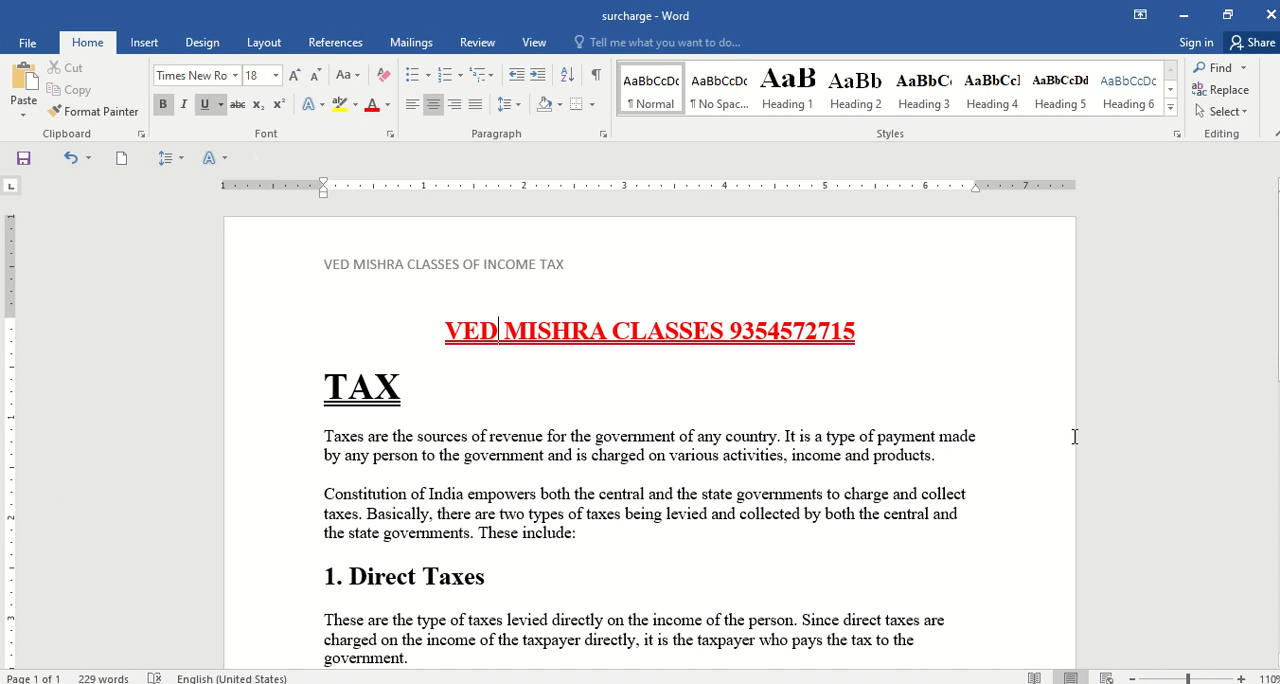 surcharge - Word
File Home Insert Design Layout References Mailings Review View Tell me what you want to do... Sign in Share
Cut
Copy
Format Painter
Paste
Times New Ro 18
AaBbCcDc AaBbCcDc AaB AaBb AaBbC AaBbCcI AaBbCcDd AaBbCcDc
¶ Normal ¶ No Spac... Heading 1 Heading 2 Heading 3 Heading 4 Heading 5 Heading 6
Find
Replace
Select
Clipboard Font Paragraph Styles Editing
VED MISHRA CLASSES OF INCOME TAX
VED MISHRA CLASSES 9354572715
TAX
Taxes are the sources of revenue for the government of any country. It is a type of payment made
by any person to the government and is charged on various activities, income and products.
Constitution of India empowers both the central and the state governments to charge and collect
taxes. Basically, there are two types of taxes being levied and collected by both the central and
the state governments. These include:
1. Direct Taxes
These are the type of taxes levied directly on the income of the person. Since direct taxes are
charged on the income of the taxpayer directly, it is the taxpayer who pays the tax to the
government.
Page 1 of 1 229 words English (United States) 110%